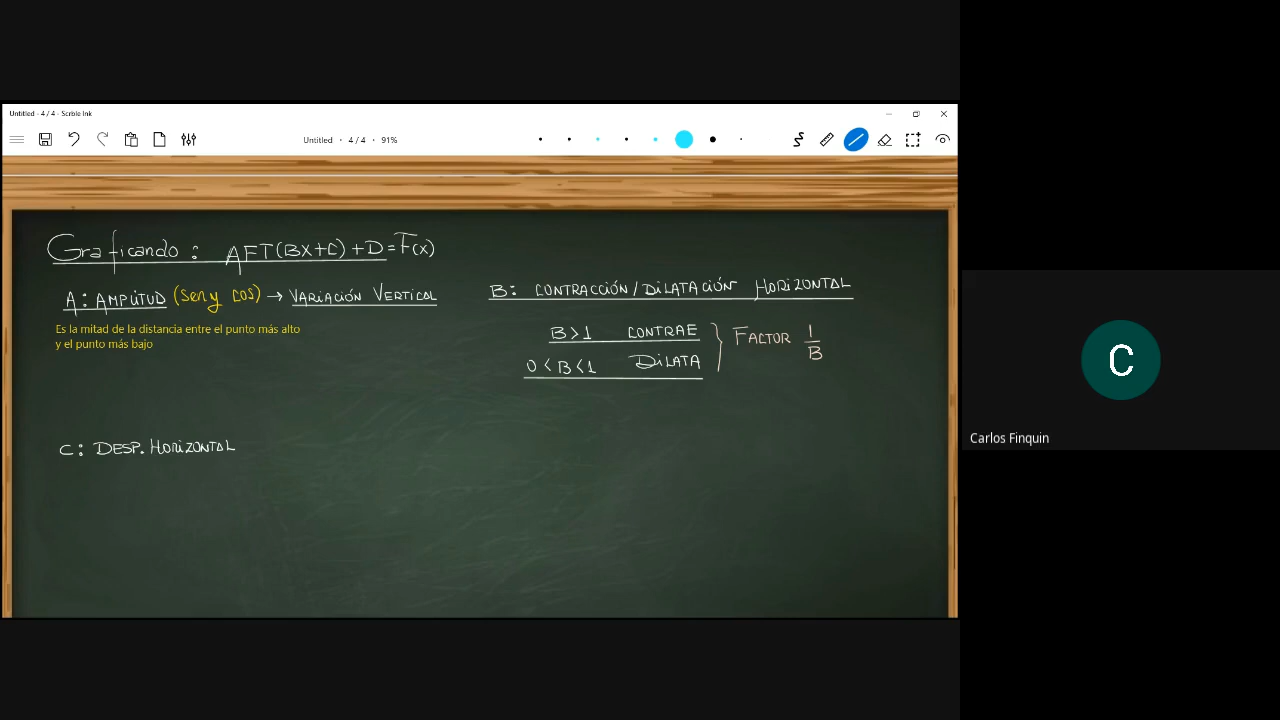 Untitled - 4 / 4 - Scrble Ink
Untitled • 4 / 4 • 91%
Graficando: AFT(BX+C)+D=F(x)
A: AMPLITUD (Sen y cos) → VARIACIÓN VERTICAL
Es la mitad de la distancia entre el punto más alto
y el punto más bajo
B: CONTRACCIÓN/DILATACIÓN HORIZONTAL
B>1 CONTRAE
0<B<1 DILATA
FACTOR 1/B
C: DESP. HORIZONTAL
C
Carlos Finquin